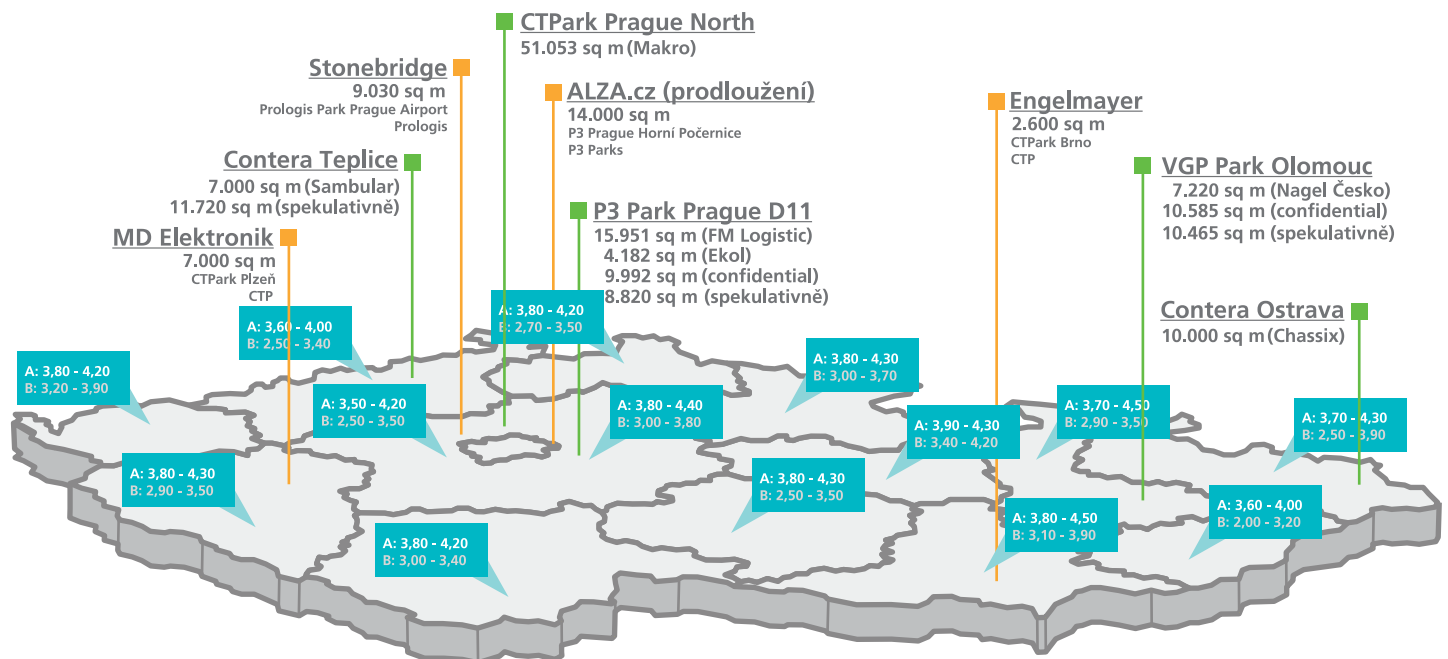 CTPark Prague North
51.053 sq m (Makro)
Stonebridge
9.030 sq m
Prologis Park Prague Airport
Prologis
ALZA.cz (prodloužení)
14.000 sq m
P3 Prague Horní Počernice
P3 Parks
Engelmayer
2.600 sq m
CTPark Brno
CTP
Contera Teplice
7.000 sq m (Sambular)
11.720 sq m (spekulativně)
VGP Park Olomouc
7.220 sq m (Nagel Česko)
10.585 sq m (confidential)
10.465 sq m (spekulativně)
P3 Park Prague D11
15.951 sq m (FM Logistic)
4.182 sq m (Ekol)
9.992 sq m (confidential)
8.820 sq m (spekulativně)
MD Elektronik
7.000 sq m
CTPark Plzeň
CTP
Contera Ostrava
10.000 sq m (Chassix)
A: 3,80 - 4,20
B: 2,70 - 3,50
A: 3,60 - 4,00
B: 2,50 - 3,40
A: 3,80 - 4,20
B: 3,20 - 3,90
A: 3,80 - 4,30
B: 3,00 - 3,70
A: 3,50 - 4,20
B: 2,50 - 3,50
A: 3,80 - 4,40
B: 3,00 - 3,80
A: 3,90 - 4,30
B: 3,40 - 4,20
A: 3,70 - 4,50
B: 2,90 - 3,50
A: 3,70 - 4,30
B: 2,50 - 3,90
A: 3,80 - 4,30
B: 2,90 - 3,50
A: 3,80 - 4,30
B: 2,50 - 3,50
A: 3,80 - 4,50
B: 3,10 - 3,90
A: 3,60 - 4,00
B: 2,00 - 3,20
A: 3,80 - 4,20
B: 3,00 - 3,40